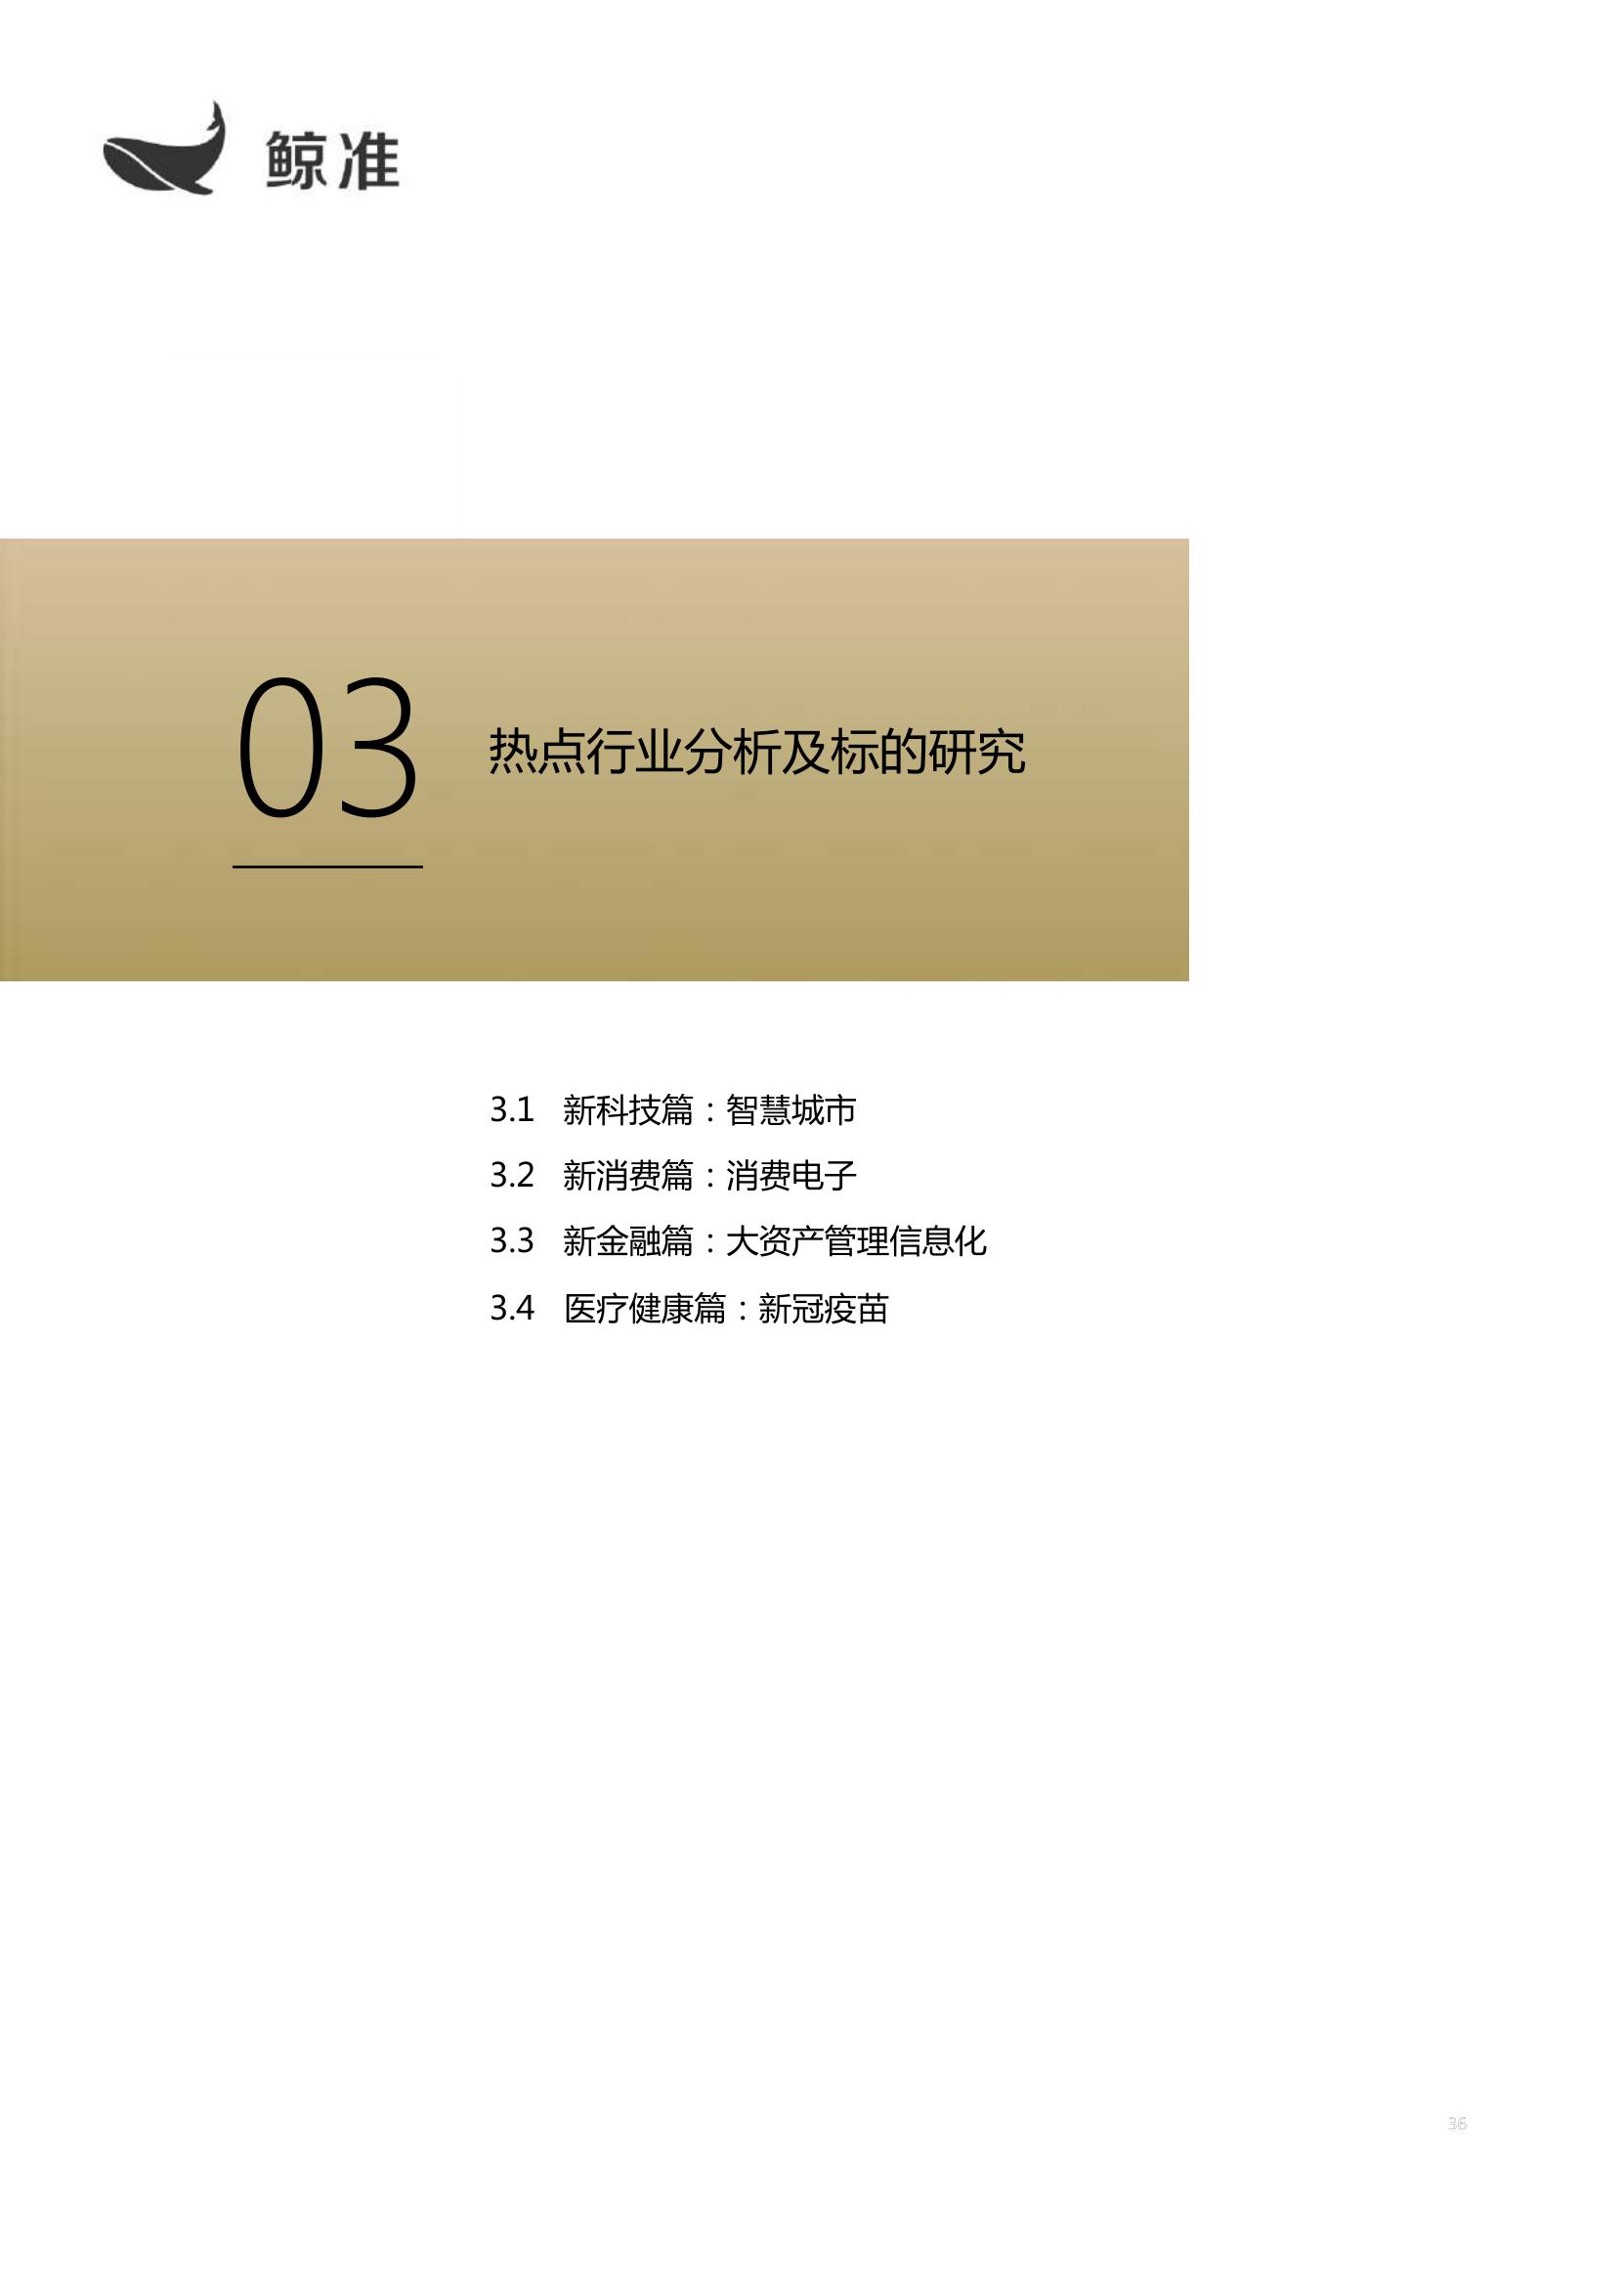 鲸准
03 热点行业分析及标的研究
3.1 新科技篇：智慧城市
3.2 新消费篇：消费电子
3.3 新金融篇：大资产管理信息化
3.4 医疗健康篇：新冠疫苗
36